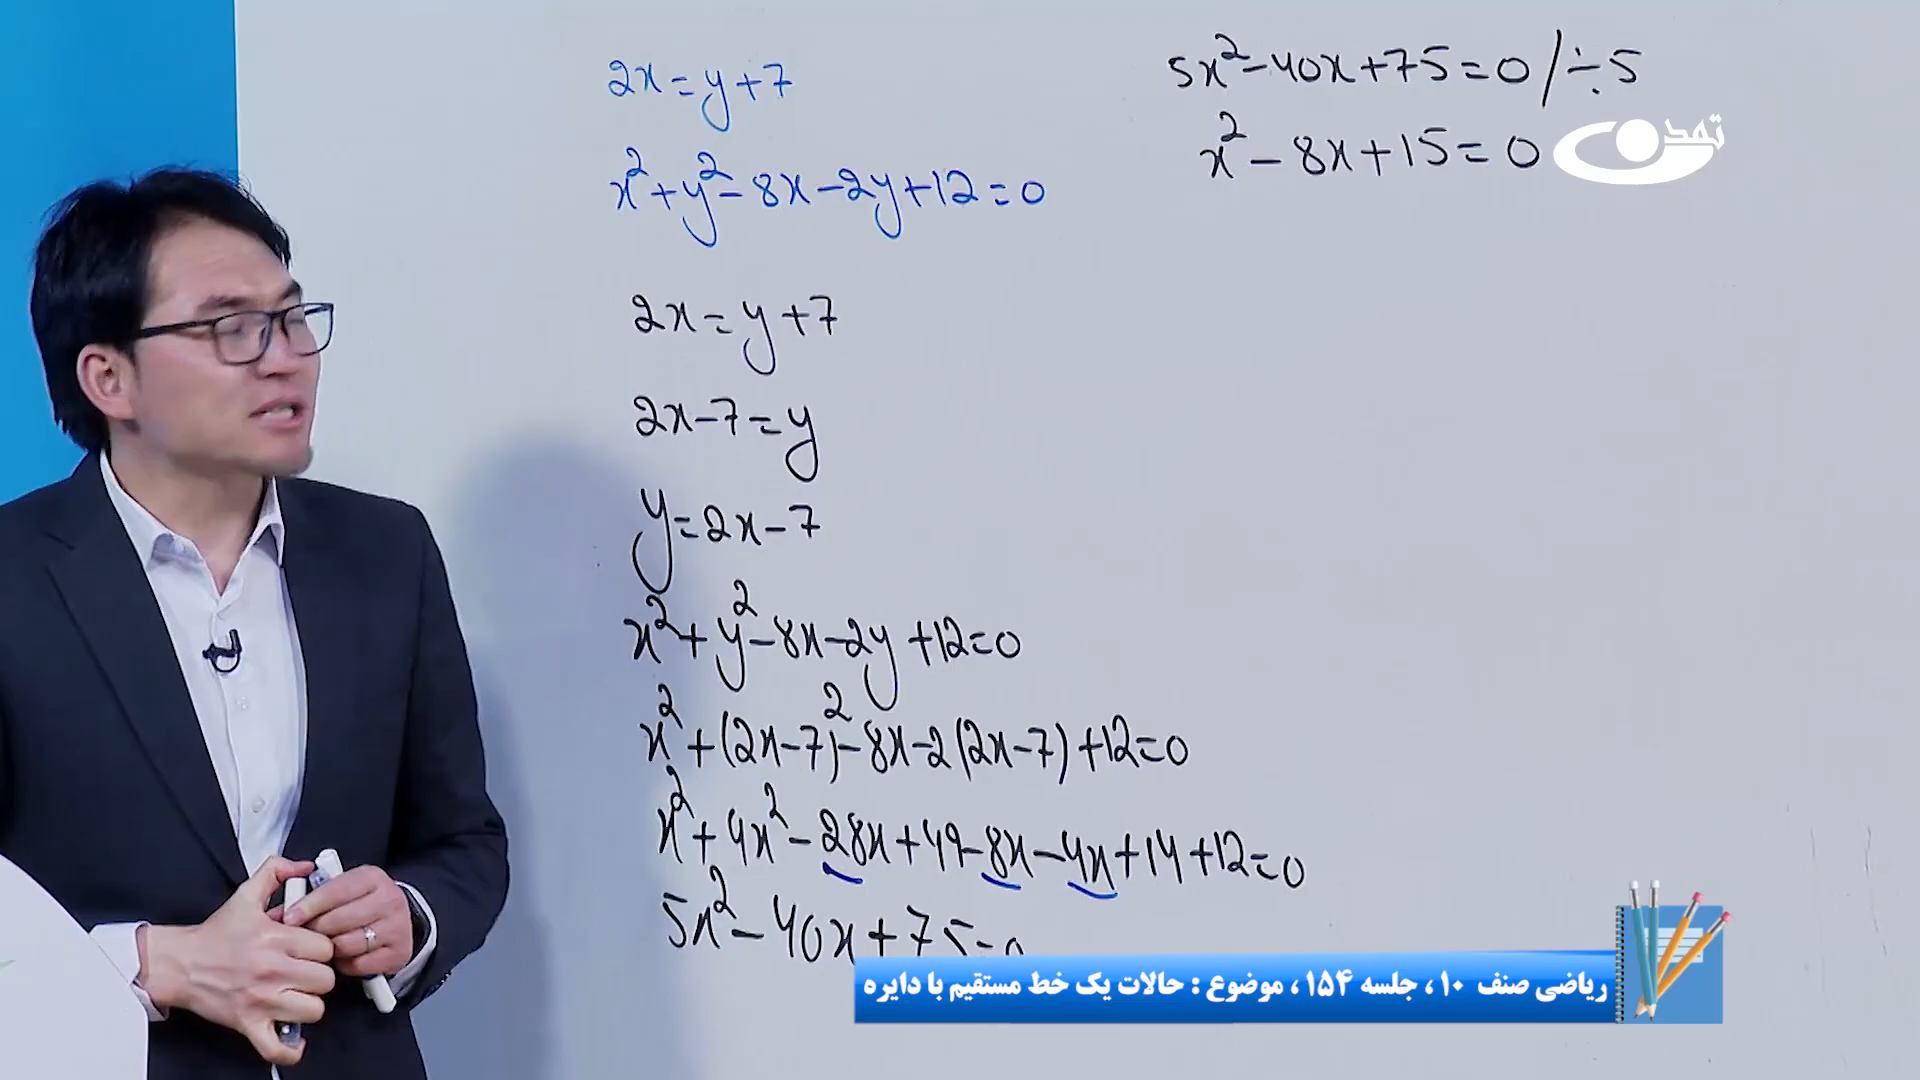 2x=y+7
x²+y²-8x-2y+12=0
2x=y+7
2x-7=y
y=2x-7
x²+y²-8x-2y+12=0
x²+(2x-7)²-8x-2(2x-7)+12=0
x²+4x²-28x+49-8x-4x+14+12=0
5x²-40x+75=0
5x²-40x+75=0/÷5
x²-8x+15=0
تمدن
ریاضی صنف ۱۰ ، جلسه ۱۵۴ ، موضوع : حالات یک خط مستقیم با دایره